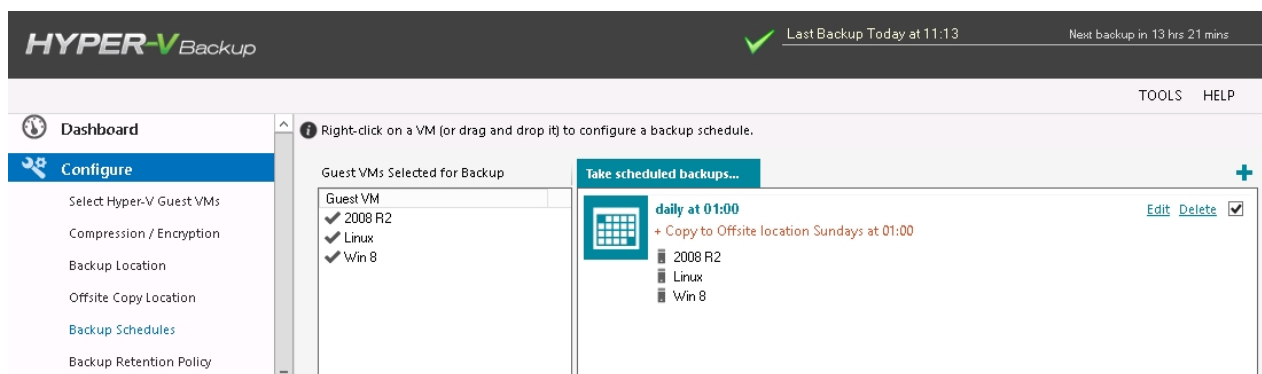 HYPER-V Backup
Last Backup Today at 11:13
Next backup in 13 hrs 21 mins
TOOLS HELP
Dashboard
Configure
Select Hyper-V Guest VMs
Compression / Encryption
Backup Location
Offsite Copy Location
Backup Schedules
Backup Retention Policy
Right-click on a VM (or drag and drop it) to configure a backup schedule.
Guest VMs Selected for Backup
Guest VM
2008 R2
Linux
Win 8
Take scheduled backups...
daily at 01:00
Edit Delete
+ Copy to Offsite location Sundays at 01:00
2008 R2
Linux
Win 8